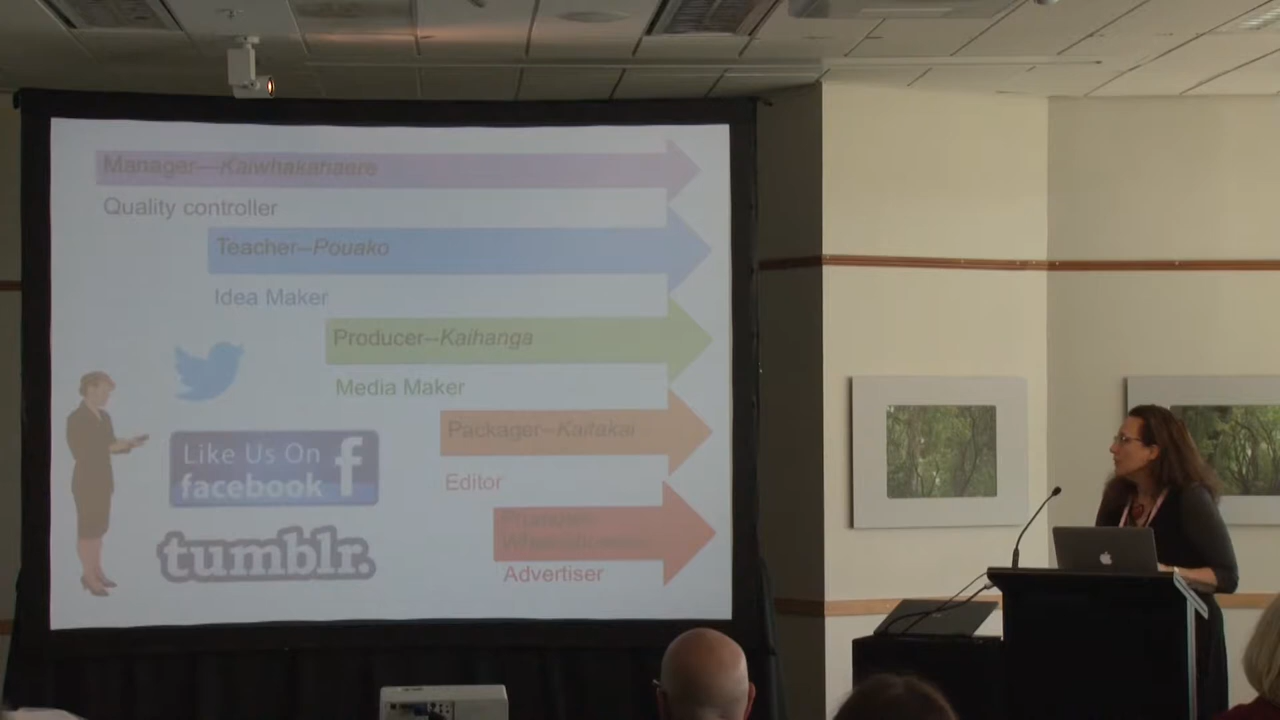 Manager—Kaiwhakahaere
Quality controller
Teacher—Pouako
Idea Maker
Producer—Kaihanga
Media Maker
Packager—Kaitakai
Editor
Promoter
Advertiser
Like Us On
facebook
tumblr.